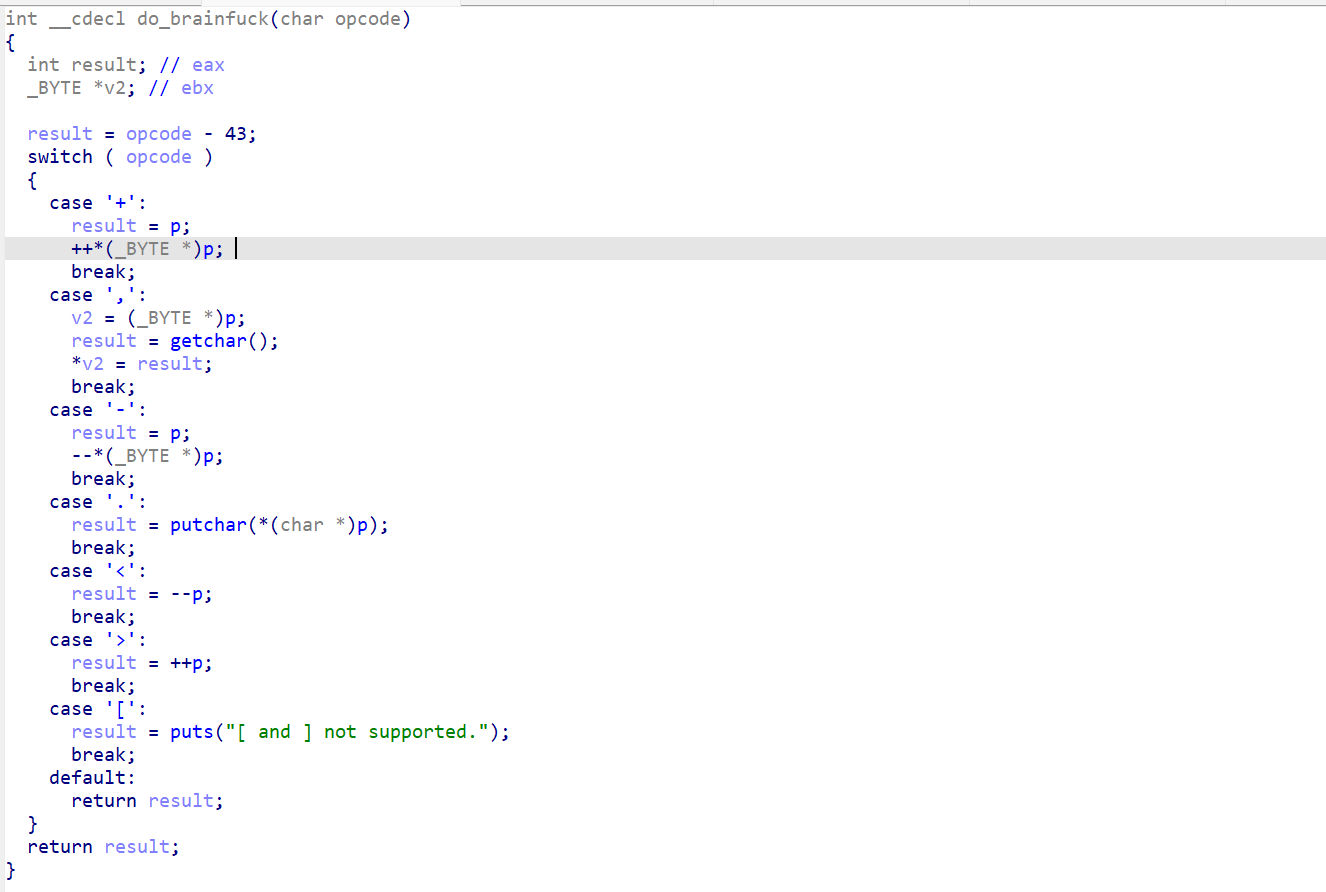 int __cdecl do_brainfuck(char opcode)
{
  int result; // eax
  _BYTE *v2; // ebx

  result = opcode - 43;
  switch ( opcode )
  {
    case '+':
      result = p;
      ++*(_BYTE *)p;
      break;
    case ',':
      v2 = (_BYTE *)p;
      result = getchar();
      *v2 = result;
      break;
    case '-':
      result = p;
      --*(_BYTE *)p;
      break;
    case '.':
      result = putchar(*(char *)p);
      break;
    case '<':
      result = --p;
      break;
    case '>':
      result = ++p;
      break;
    case '[':
      result = puts("[ and ] not supported.");
      break;
    default:
      return result;
  }
  return result;
}